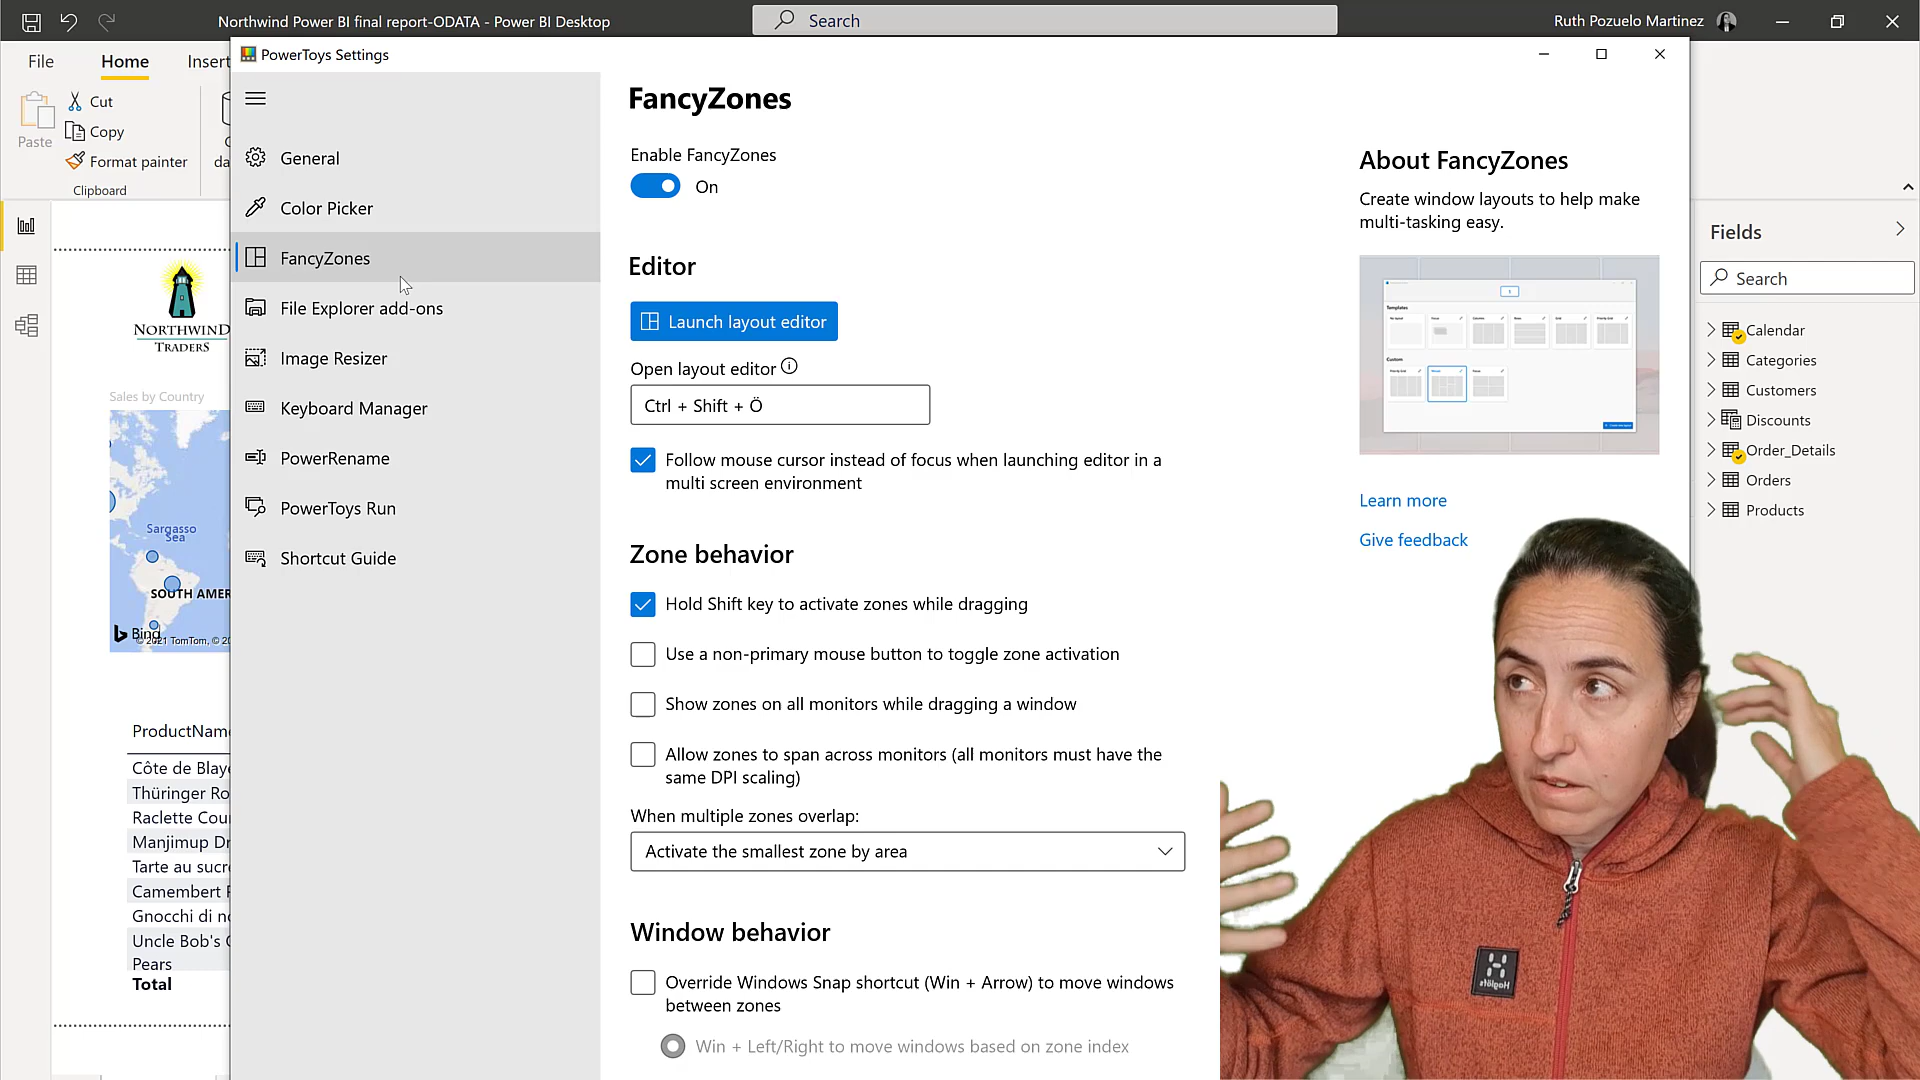 Northwind Power BI final report-ODATA - Power BI Desktop
Search
Ruth Pozuelo Martinez
File
Home
Insert
Paste
Cut
Copy
Format painter
Clipboard
PowerToys Settings
General
Color Picker
FancyZones
File Explorer add-ons
Image Resizer
Keyboard Manager
PowerRename
PowerToys Run
Shortcut Guide
FancyZones
Enable FancyZones
On
Editor
Launch layout editor
Open layout editor
Ctrl + Shift + Ö
Follow mouse cursor instead of focus when launching editor in a
multi screen environment
Zone behavior
Hold Shift key to activate zones while dragging
Use a non-primary mouse button to toggle zone activation
Show zones on all monitors while dragging a window
Allow zones to span across monitors (all monitors must have the
same DPI scaling)
When multiple zones overlap:
Activate the smallest zone by area
Window behavior
Override Windows Snap shortcut (Win + Arrow) to move windows
between zones
Win + Left/Right to move windows based on zone index
About FancyZones
Create window layouts to help make
multi-tasking easy.
Learn more
Give feedback
Fields
Search
Calendar
Categories
Customers
Discounts
Order_Details
Orders
Products
NORTHWIND
TRADERS
Sales by Country
Sargasso
Sea
SOUTH AMER
Bing
© 2021 TomTom, © 20
ProductName
Côte de Blaye
Thüringer Ro
Raclette Cour
Manjimup Dr
Tarte au sucre
Camembert P
Gnocchi di no
Uncle Bob's O
Pears
Total
Haglöfs